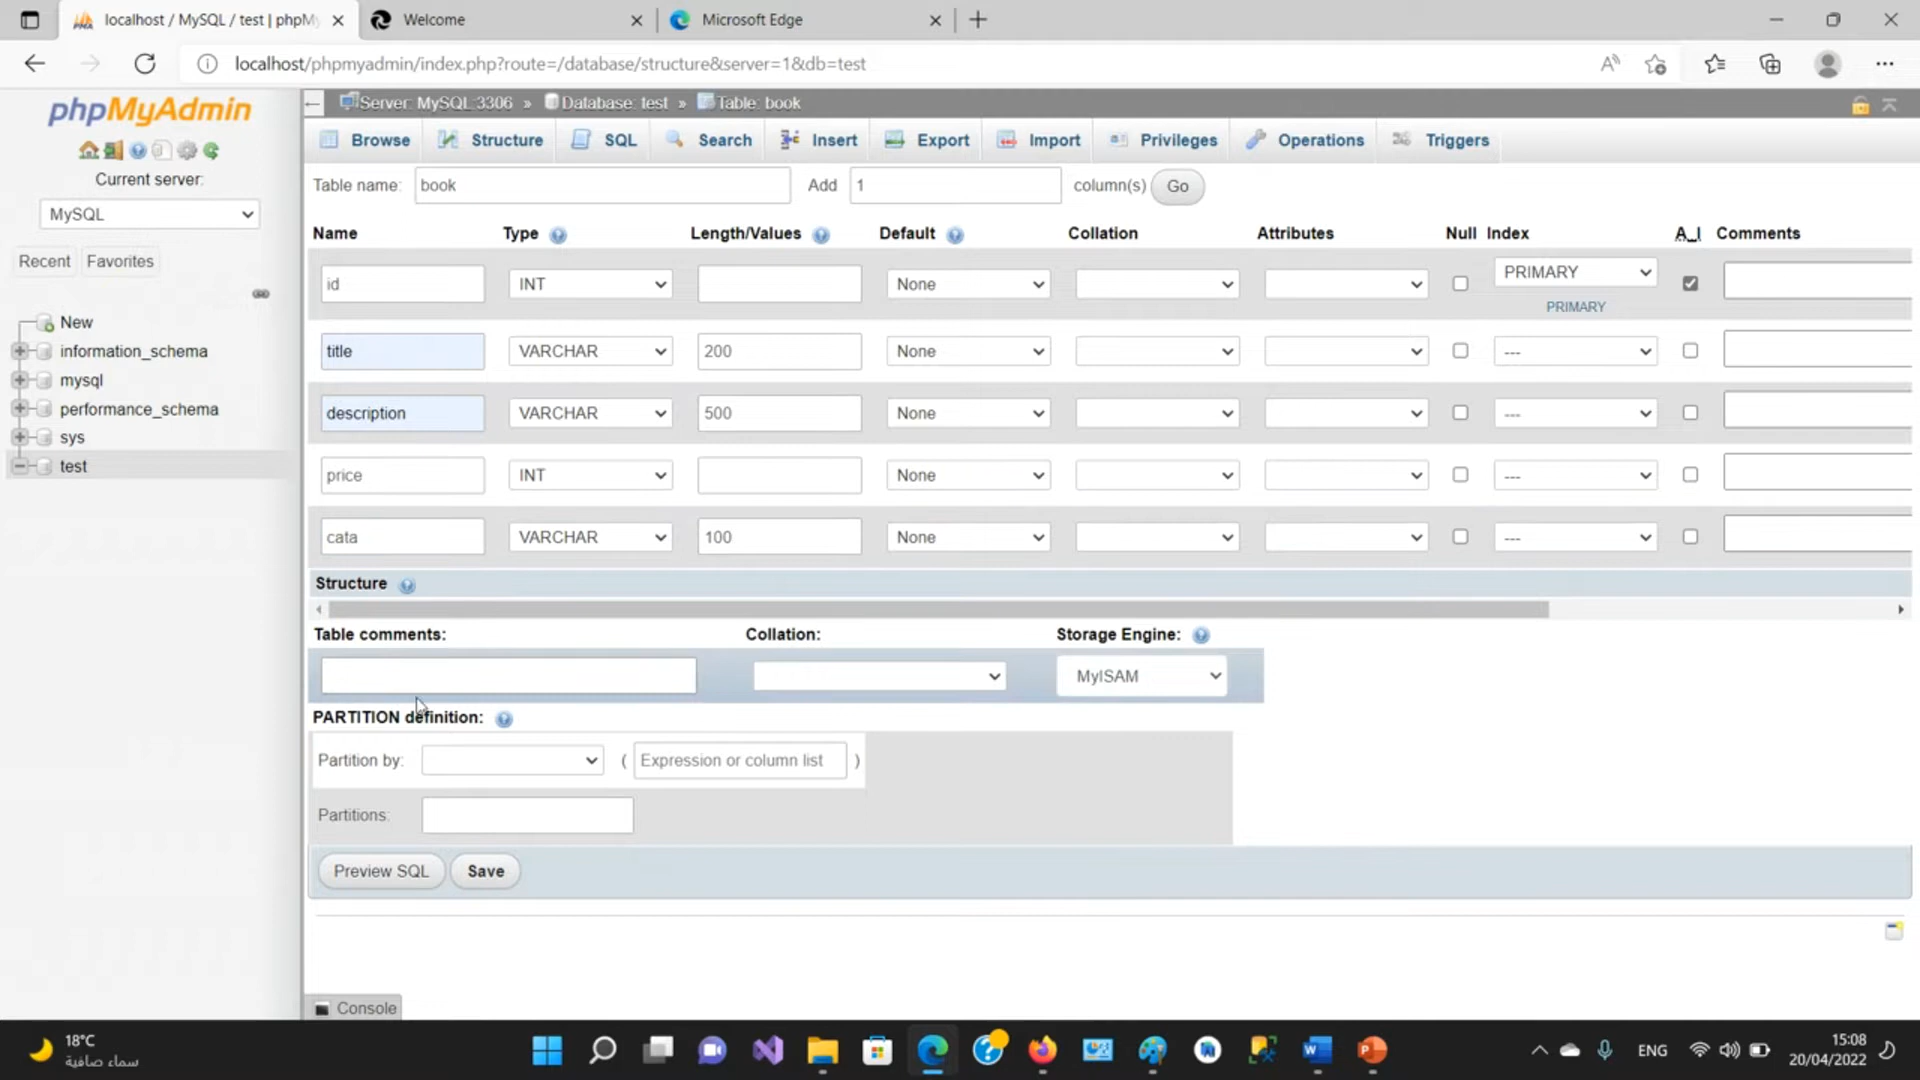 localhost / MySQL / test | phpMy
Welcome
Microsoft Edge
localhost/phpmyadmin/index.php?route=/database/structure&server=1&db=test
phpMyAdmin
Current server:
MySQL
Recent
Favorites
New
information_schema
mysql
performance_schema
sys
test
Server: MySQL:3306 » Database: test » Table: book
Browse Structure SQL Search Insert Export Import Privileges Operations Triggers
Table name: book Add 1 column(s) Go
Name Type Length/Values Default Collation Attributes Null Index A_I Comments
id INT None PRIMARY
PRIMARY
title VARCHAR 200 None ---
description VARCHAR 500 None ---
price INT None ---
cata VARCHAR 100 None ---
Structure
Table comments: Collation: Storage Engine:
MyISAM
PARTITION definition:
Partition by: ( Expression or column list )
Partitions:
Preview SQL Save
Console
18°C
سماء صافية
ENG
15:08
20/04/2022